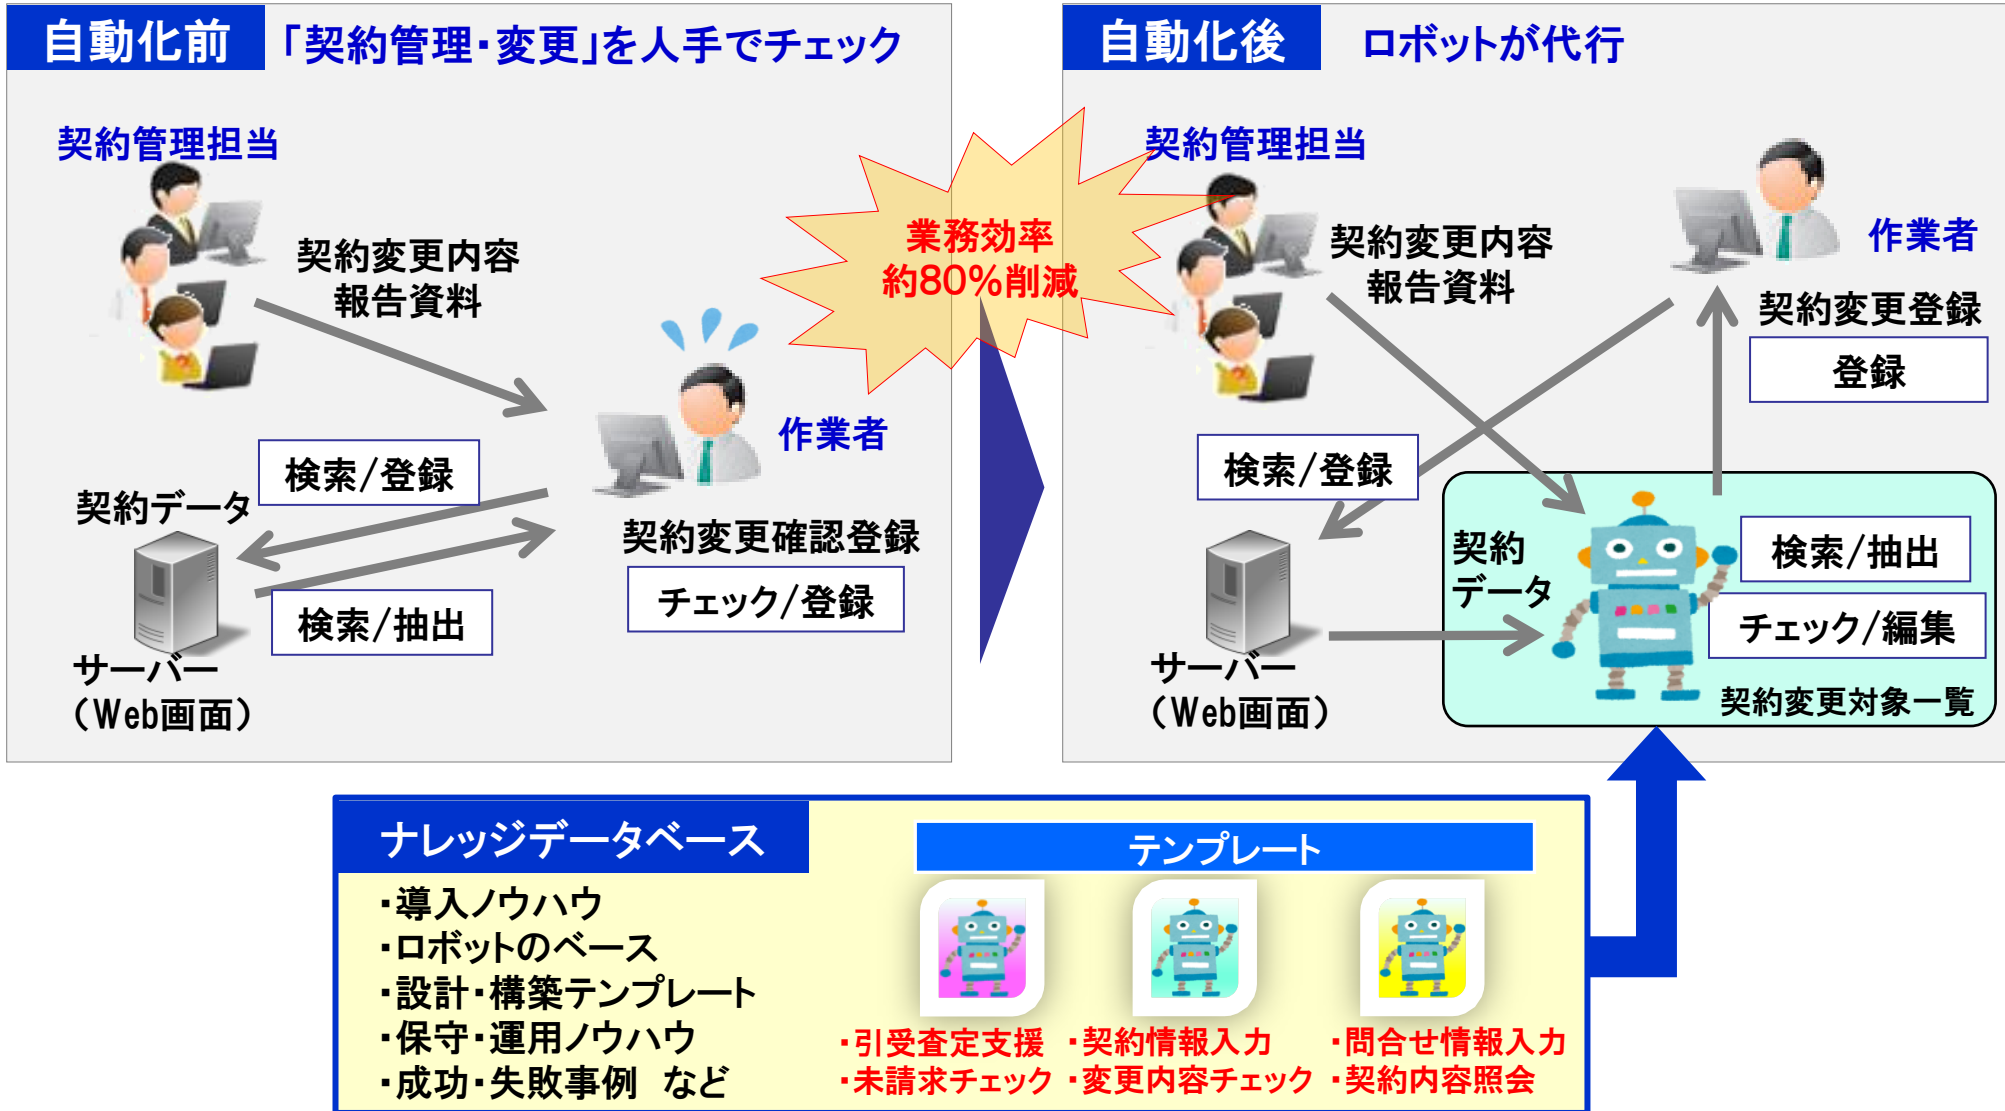 自動化前
「契約管理・変更」を人手でチェック
契約管理担当
契約変更内容
報告資料
作業者
検索/登録
契約データ
契約変更確認登録
チェック/登録
検索/抽出
サーバー
（Web画面）
業務効率
約80%削減
自動化後
ロボットが代行
契約管理担当
契約変更内容
報告資料
作業者
契約変更登録
登録
検索/登録
契約
データ
検索/抽出
チェック/編集
契約変更対象一覧
サーバー
（Web画面）
ナレッジデータベース
・導入ノウハウ
・ロボットのベース
・設計・構築テンプレート
・保守・運用ノウハウ
・成功・失敗事例　など
テンプレート
・引受査定支援
・未請求チェック
・契約情報入力
・変更内容チェック
・問合せ情報入力
・契約内容照会